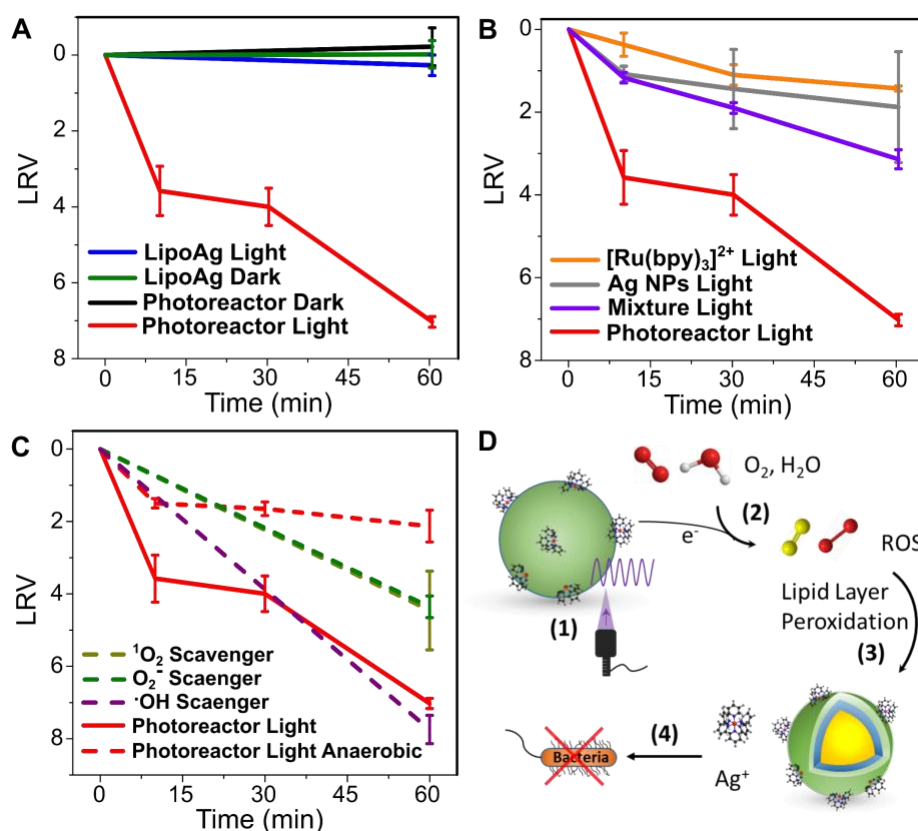 A
0
2
4
6
8
LRV
LipoAg Light
LipoAg Dark
Photoreactor Dark
Photoreactor Light
0 15 30 45 60
Time (min)
B
0
2
4
6
8
LRV
[Ru(bpy)₃]²⁺ Light
Ag NPs Light
Mixture Light
Photoreactor Light
0 15 30 45 60
Time (min)
C
0
2
4
6
8
LRV
¹O₂ Scavenger
O₂⁻ Scaenger
·OH Scaenger
Photoreactor Light
Photoreactor Light Anaerobic
0 15 30 45 60
Time (min)
D
O₂, H₂O
(2)
e⁻
ROS
(1)
Lipid Layer
Peroxidation
(3)
(4)
Bacteria
Ag⁺